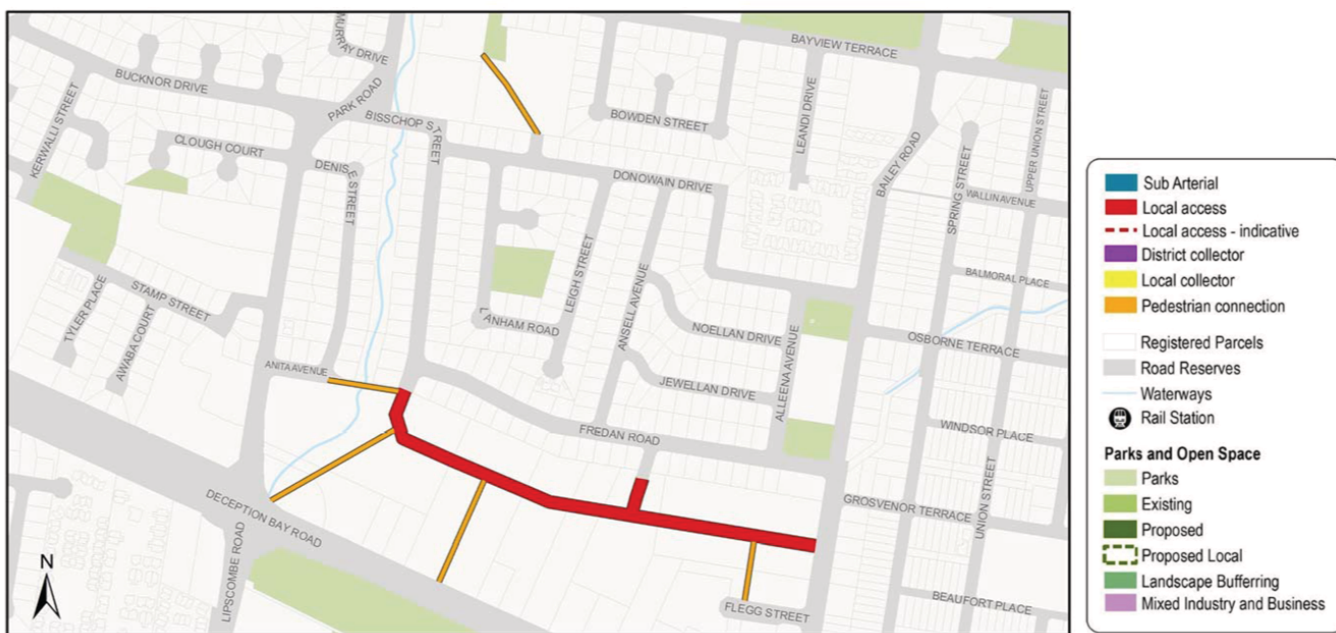 BAYVIEW TERRACE
MURRAY DRIVE
BUCKNOR DRIVE
PARK ROAD
BISSCHOP STREET
BOWDEN STREET
LEANDI DRIVE
BAILEY ROAD
SPRING STREET
UPPER UNION STREET
KERWALLI STREET
CLOUGH COURT
DENISE STREET
DONOWAIN DRIVE
WALLIN AVENUE
BALMORAL PLACE
TYLER PLACE
STAMP STREET
AWABA COURT
LANHAM ROAD
LEIGH STREET
ANSELL AVENUE
NOELLAN DRIVE
ALLEENA AVENUE
OSBORNE TERRACE
ANITA AVENUE
JEWELLAN DRIVE
WINDSOR PLACE
FREDAN ROAD
UNION STREET
GROSVENOR TERRACE
DECEPTION BAY ROAD
LIPSCOMBE ROAD
FLEGG STREET
BEAUFORT PLACE
N
Sub Arterial
Local access
Local access - indicative
District collector
Local collector
Pedestrian connection
Registered Parcels
Road Reserves
Waterways
Rail Station
Parks and Open Space
Parks
Existing
Proposed
Proposed Local
Landscape Bufferring
Mixed Industry and Business